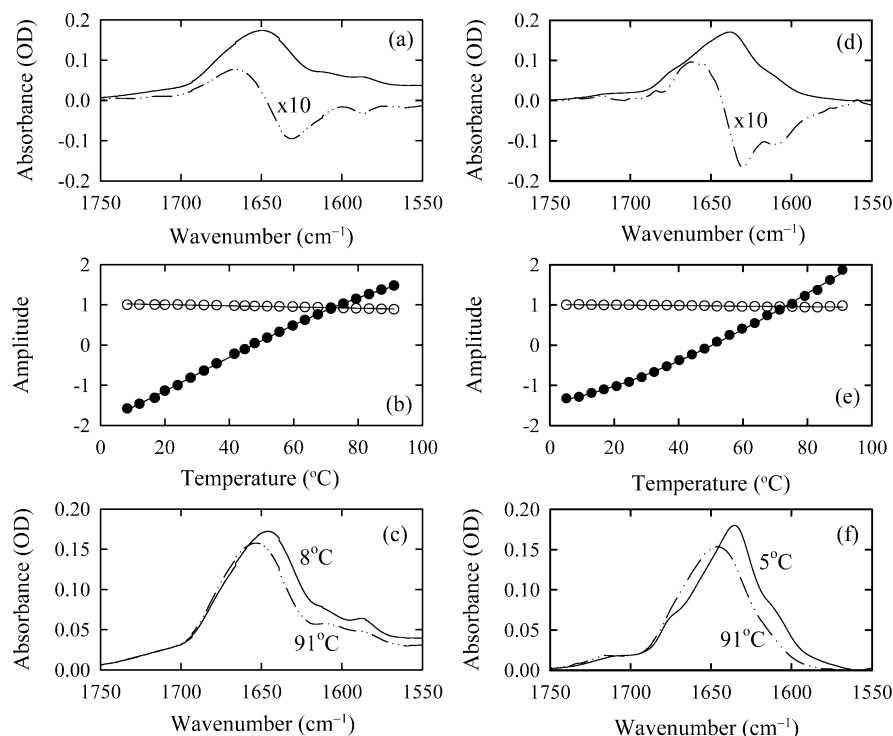 (a)
Absorbance (OD)
0.2
0.1
0.0
-0.1
-0.2
x10
1750 1700 1650 1600 1550
Wavenumber (cm⁻¹)
(d)
Absorbance (OD)
0.2
0.1
0.0
-0.1
-0.2
x10
1750 1700 1650 1600 1550
Wavenumber (cm⁻¹)
Amplitude
2
1
0
-1
-2
(b)
0 20 40 60 80 100
Temperature (°C)
Amplitude
2
1
0
-1
-2
(e)
0 20 40 60 80 100
Temperature (°C)
Absorbance (OD)
0.20
0.15
0.10
0.05
0.00
(c)
8°C
91°C
1750 1700 1650 1600 1550
Wavenumber (cm⁻¹)
Absorbance (OD)
0.20
0.15
0.10
0.05
0.00
(f)
5°C
91°C
1750 1700 1650 1600 1550
Wavenumber (cm⁻¹)